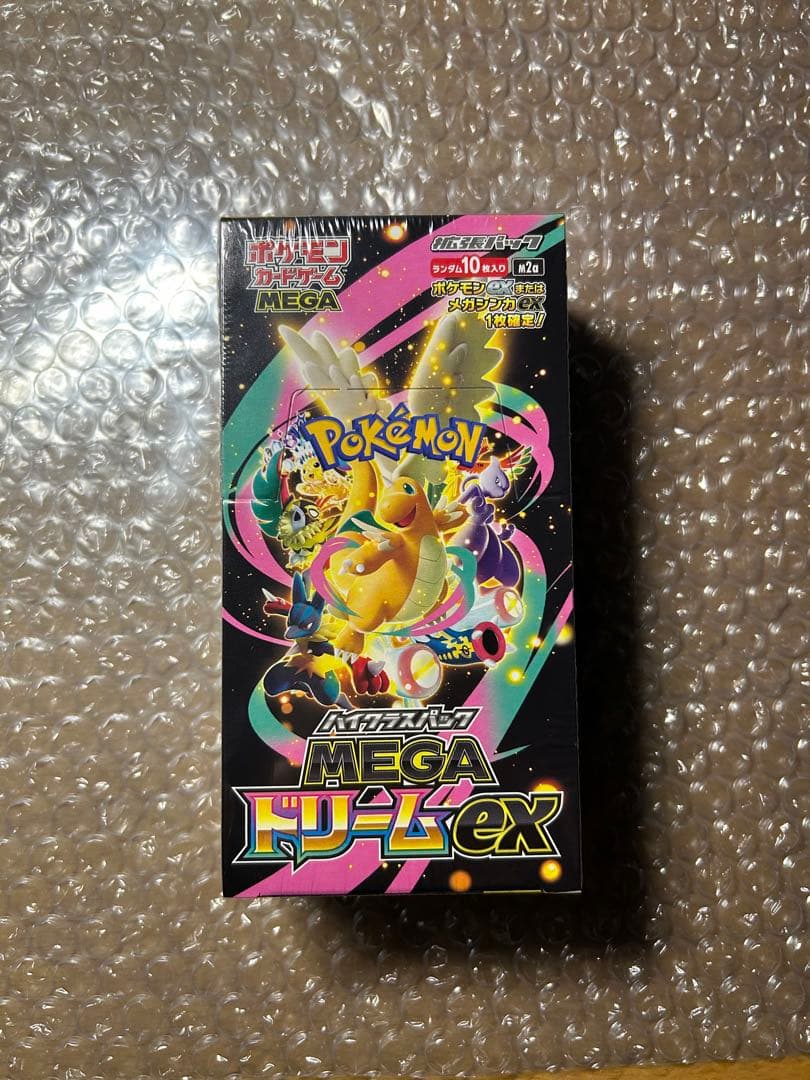 ポケモン
カードゲーム
MEGA
拡張パック
ランダム10枚入り M2a
ポケモンexまたは
メガシンカex
1枚確定!
POKÉMON
ハイクラスパック
MEGA
ドリームex